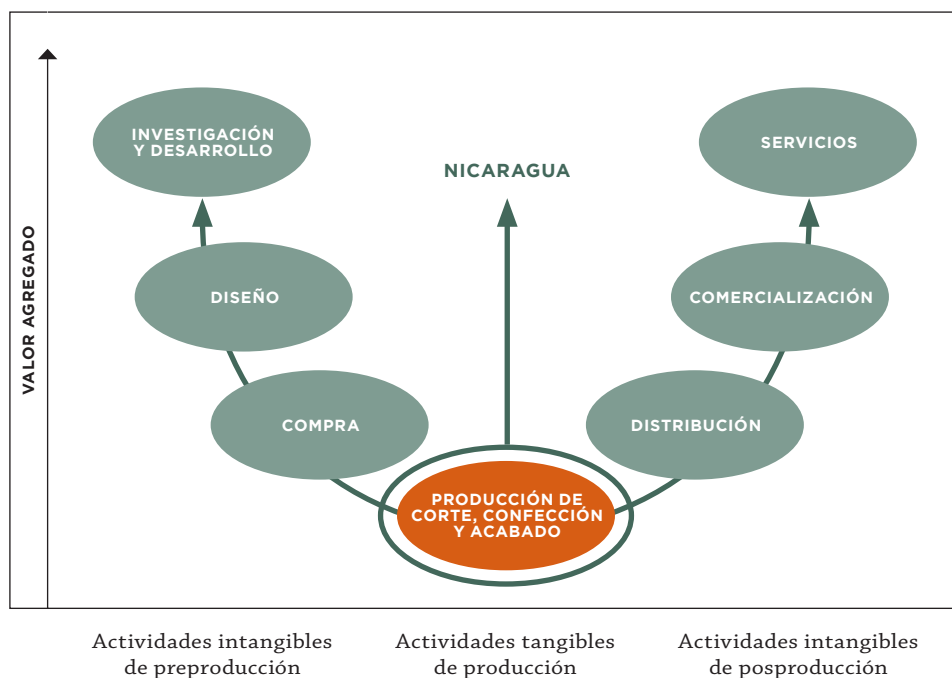 VALOR AGREGADO
INVESTIGACIÓN
Y DESARROLLO
DISEÑO
COMPRA
NICARAGUA
PRODUCCIÓN DE
CORTE, CONFECCIÓN
Y ACABADO
SERVICIOS
COMERCIALIZACIÓN
DISTRIBUCIÓN
Actividades intangibles
de preproducción
Actividades tangibles
de producción
Actividades intangibles
de posproducción